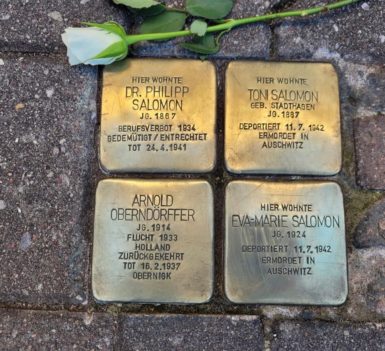 HIER WOHNTE
DR. PHILIPP
SALOMON
JG. 1867
BERUFSVERBOT 1934
GEDEMÜTIGT / ENTRECHTET
TOT 24.4.1941
HIER WOHNTE
TONI SALOMON
GEB. STADTHAGEN
JG. 1887
DEPORTIERT 11.7.1942
ERMORDET IN
AUSCHWITZ
ARNOLD
OBERNDÖRFFER
JG. 1914
FLUCHT 1933
HOLLAND
ZURÜCKGEKEHRT
TOT 16.2.1937
OBERNIGK
HIER WOHNTE
EVA-MARIE SALOMON
JG. 1924
DEPORTIERT 11.7.1942
ERMORDET IN
AUSCHWITZ